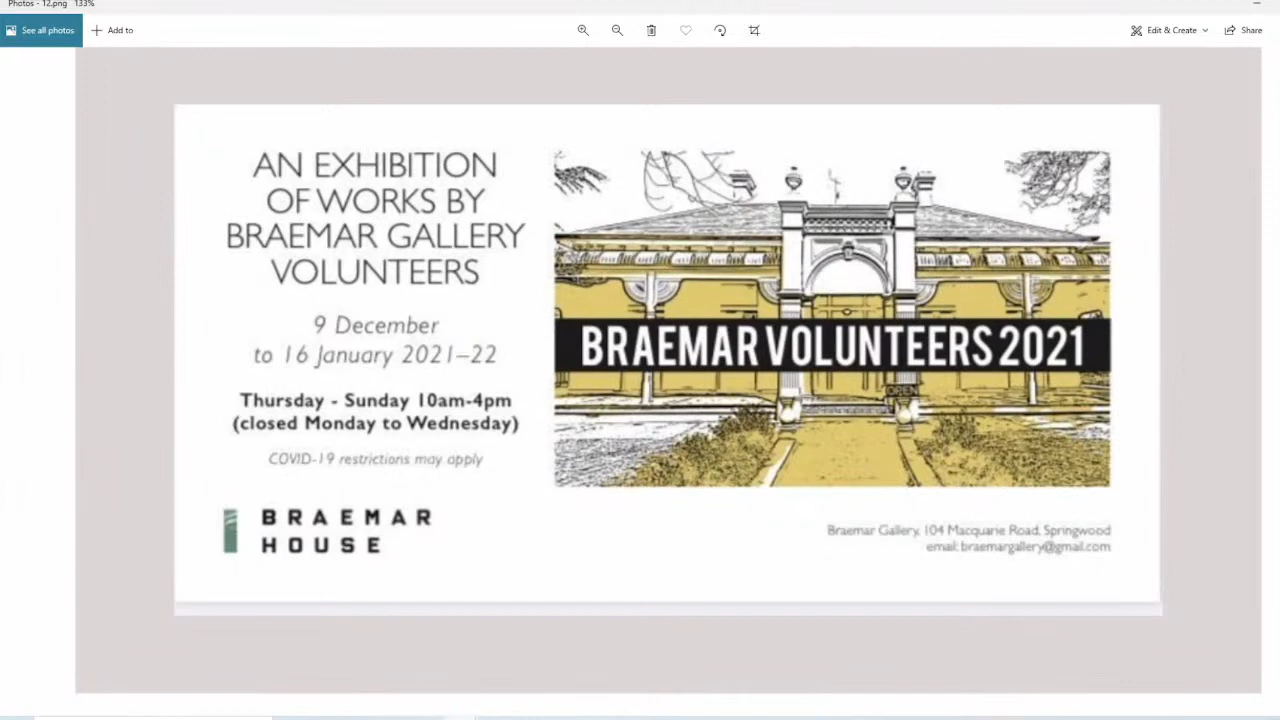 Photos - 12.png 133%
See all photos
Add to
Edit & Create
Share
AN EXHIBITION
OF WORKS BY
BRAEMAR GALLERY
VOLUNTEERS
9 December
to 16 January 2021–22
Thursday - Sunday 10am-4pm
(closed Monday to Wednesday)
COVID-19 restrictions may apply
BRAEMAR
HOUSE
BRAEMAR VOLUNTEERS 2021
OPEN
Braemar Gallery, 104 Macquarie Road, Springwood
email: braemargallery@gmail.com